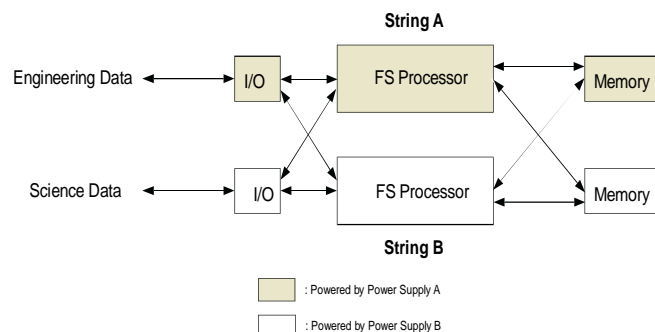 String A
Engineering Data
I/O
FS Processor
Memory
Science Data
I/O
FS Processor
Memory
String B
: Powered by Power Supply A
: Powered by Power Supply B